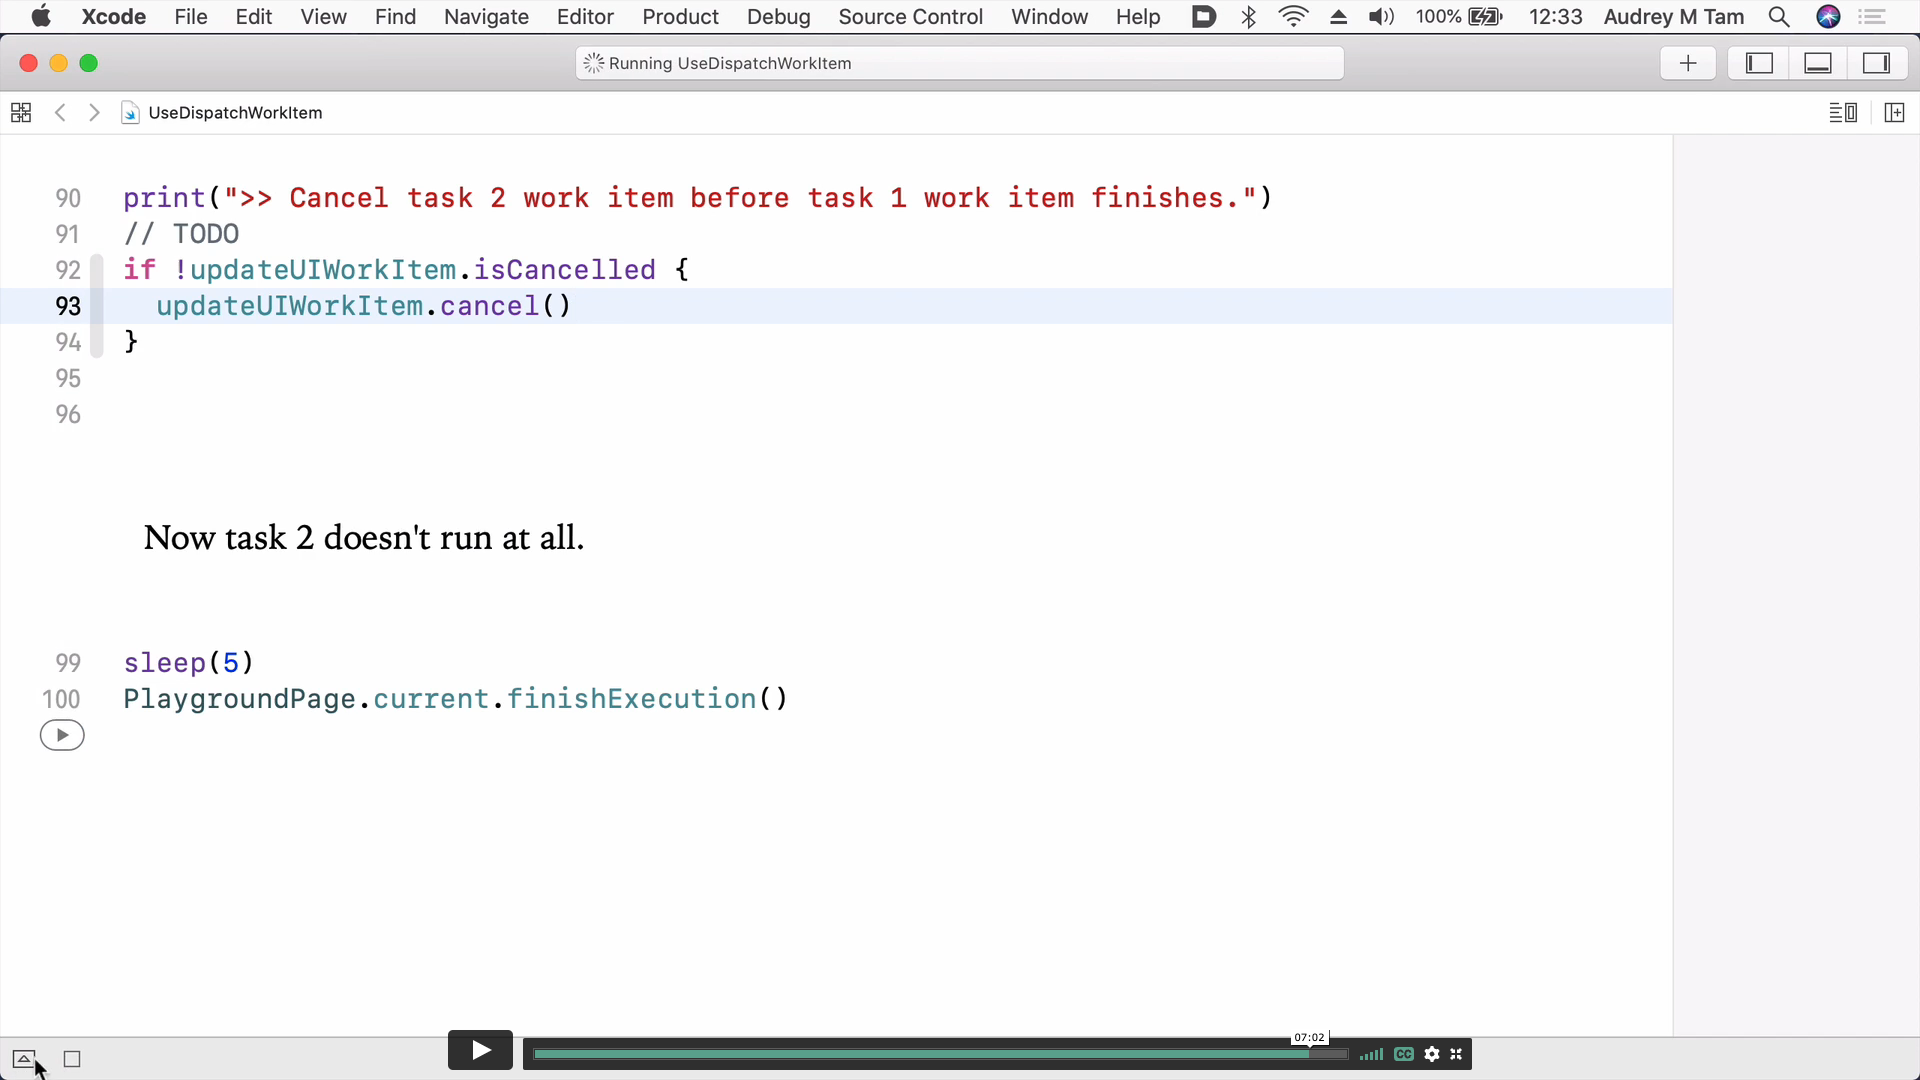 Xcode File Edit View Find Navigate Editor Product Debug Source Control Window Help 100% 12:33 Audrey M Tam
Running UseDispatchWorkItem
UseDispatchWorkItem
90 print(">> Cancel task 2 work item before task 1 work item finishes.")
91 // TODO
92 if !updateUIWorkItem.isCancelled {
93 updateUIWorkItem.cancel()
94 }
95
96
Now task 2 doesn't run at all.
99 sleep(5)
100 PlaygroundPage.current.finishExecution()
07:02
CC